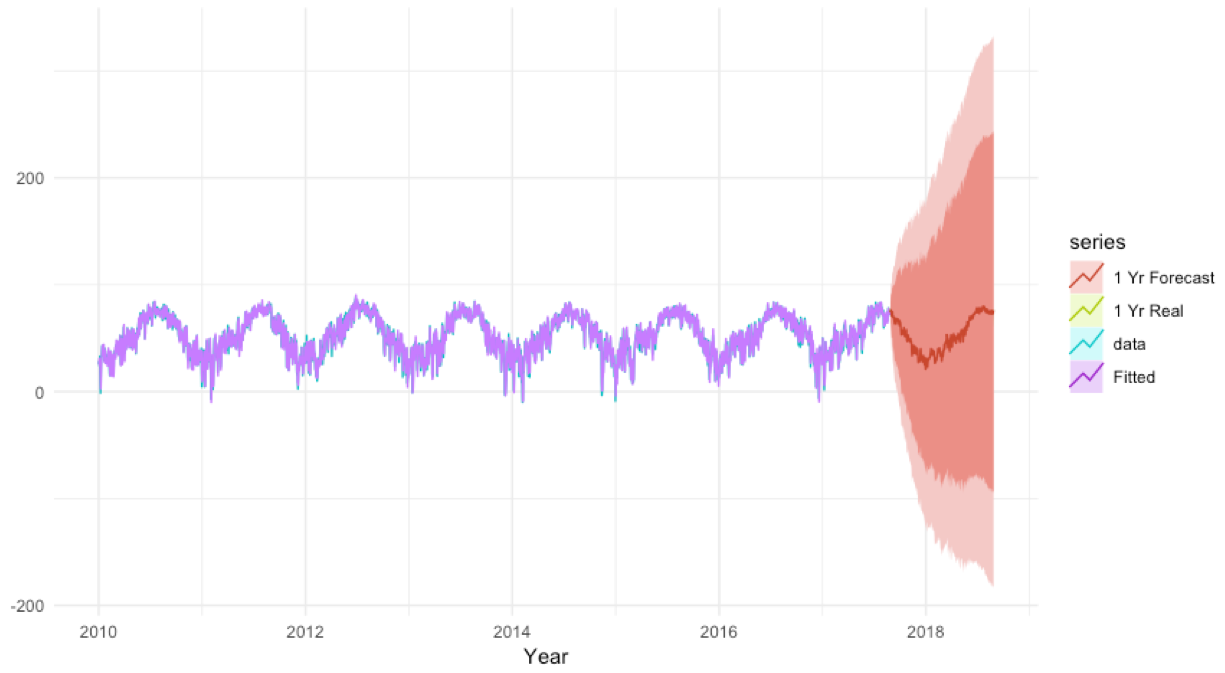 200
0
-200
2010 2012 2014 2016 2018
Year
series
1 Yr Forecast
1 Yr Real
data
Fitted